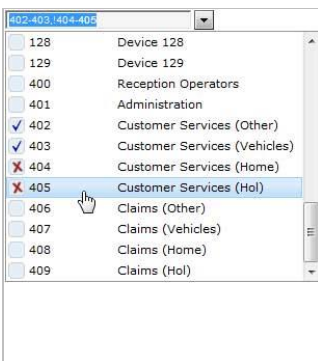 402-403,!404-405
128 Device 128
129 Device 129
400 Reception Operators
401 Administration
402 Customer Services (Other)
403 Customer Services (Vehicles)
404 Customer Services (Home)
405 Customer Services (Hol)
406 Claims (Other)
407 Claims (Vehicles)
408 Claims (Home)
409 Claims (Hol)